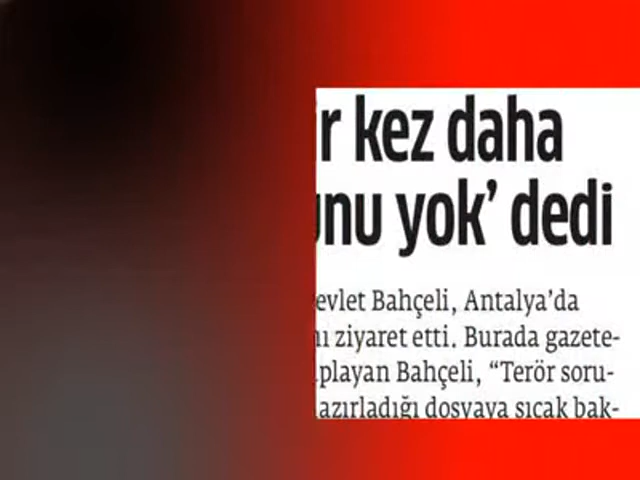 r kez daha
unu yok’ dedi
evlet Bahçeli, Antalya’da
nı ziyaret etti. Burada gazete-
playan Bahçeli, “Terör soru-
azırladığı dosyaya sıcak bak-